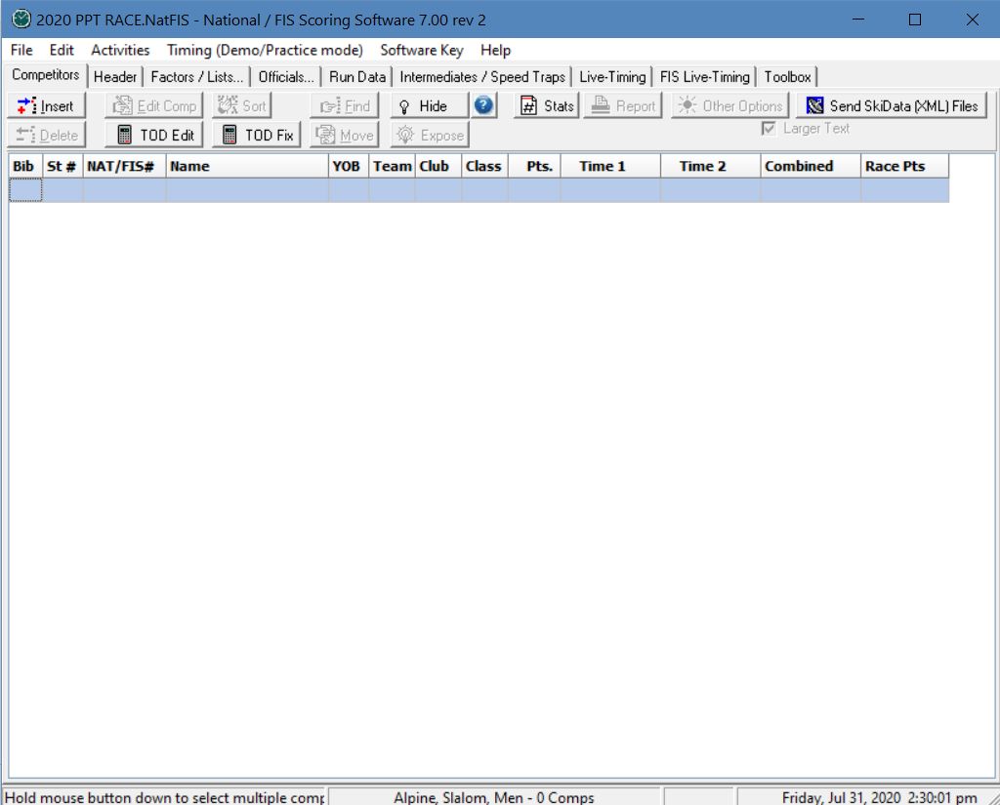 2020 PPT RACE.NatFIS - National / FIS Scoring Software 7.00 rev 2
File Edit Activities Timing (Demo/Practice mode) Software Key Help
Competitors Header Factors / Lists... Officials... Run Data Intermediates / Speed Traps Live-Timing FIS Live-Timing Toolbox
Insert Edit Comp Sort Find Hide ? Stats Report Other Options Send SkiData (XML) Files
Delete TOD Edit TOD Fix Move Expose Larger Text
Bib St # NAT/FIS# Name YOB Team Club Class Pts. Time 1 Time 2 Combined Race Pts
Hold mouse button down to select multiple comp Alpine, Slalom, Men - 0 Comps Friday, Jul 31, 2020 2:30:01 pm